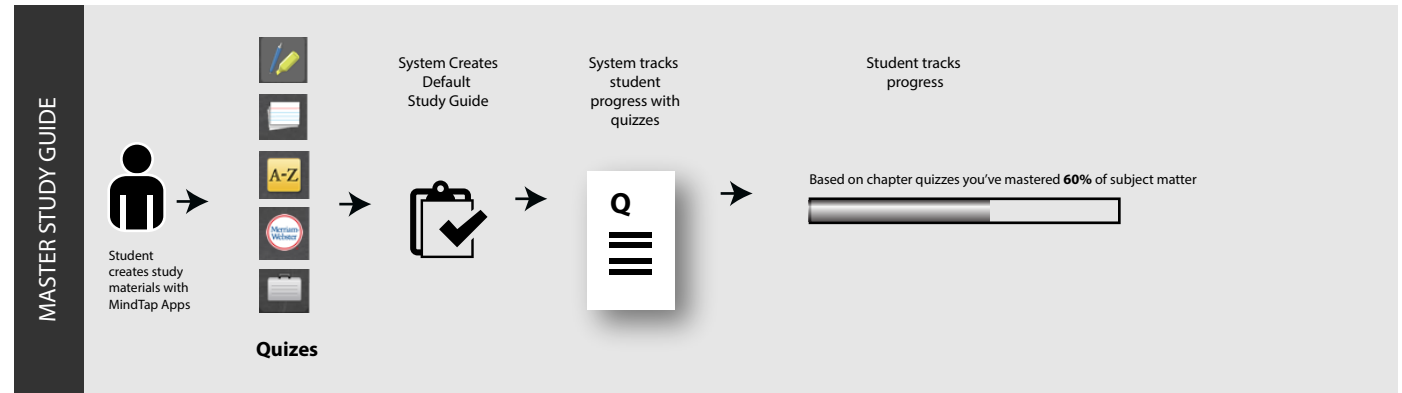 MASTER STUDY GUIDE
Student
creates study
materials with
MindTap Apps
A-Z
Merriam-
Webster
Quizes
System Creates
Default
Study Guide
System tracks
student
progress with
quizzes
Q
Student tracks
progress
Based on chapter quizzes you've mastered 60% of subject matter